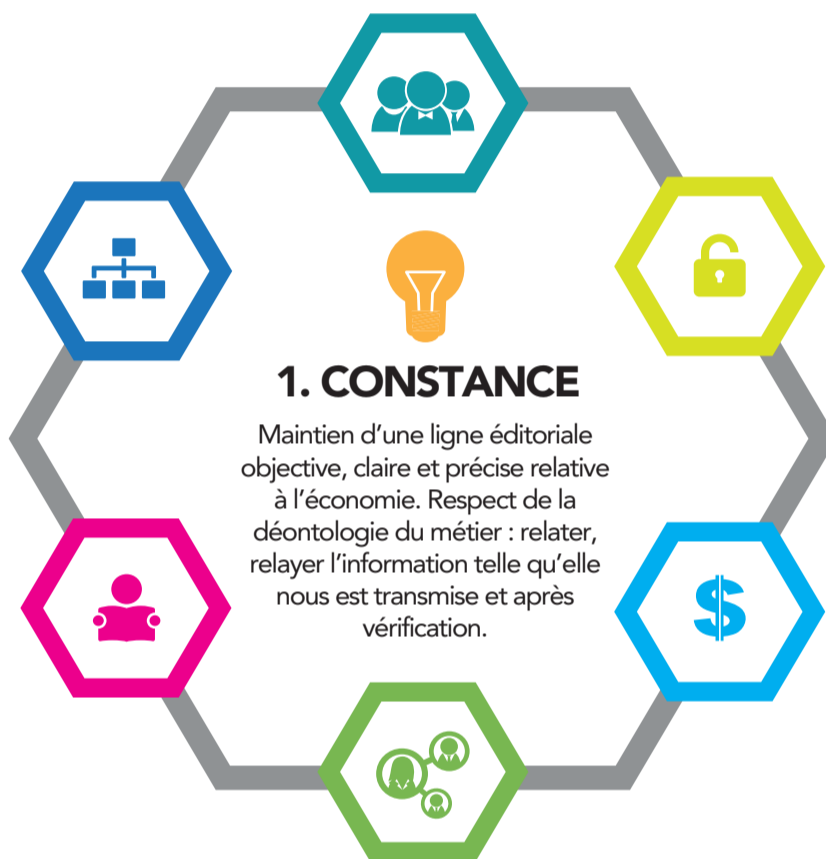 1. CONSTANCE
Maintien d’une ligne éditoriale
objective, claire et précise relative
à l’économie. Respect de la
déontologie du métier : relater,
relayer l’information telle qu’elle
nous est transmise et après
vérification.
$